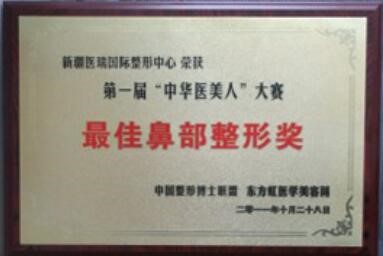 新疆医瑞国际整形中心 荣获
第一届“中华医美人”大赛
最佳鼻部整形奖
中国整形博士联盟 东方虹医学美容网
二零一一年十月二十八日